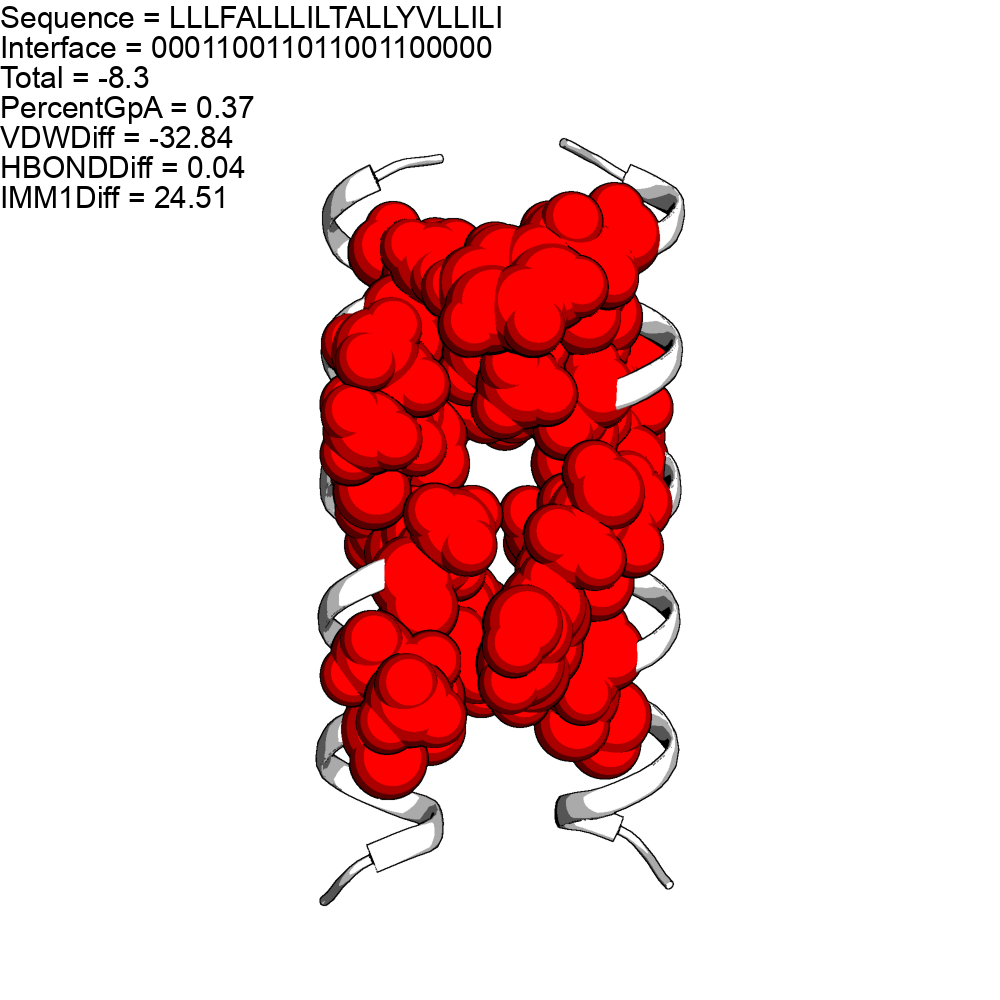 Sequence = LLLFALLLILTALLYVLLILI
Interface = 000110011011001100000
Total = -8.3
PercentGpA = 0.37
VDWDiff = -32.84
HBONDDiff = 0.04
IMM1Diff = 24.51